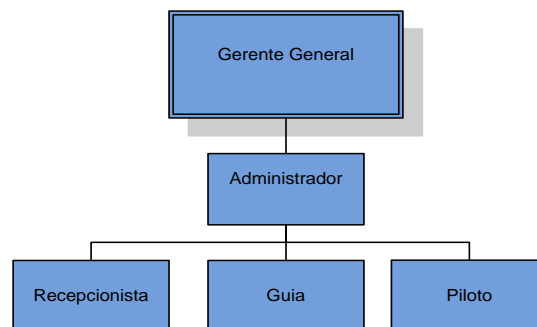 Gerente General
Administrador
Recepcionista
Guia
Piloto